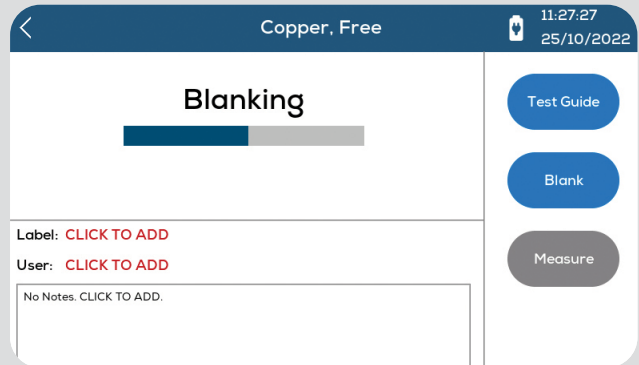 Copper, Free
11:27:27
25/10/2022
Blanking
Test Guide
Blank
Measure
Label: CLICK TO ADD
User: CLICK TO ADD
No Notes. CLICK TO ADD.